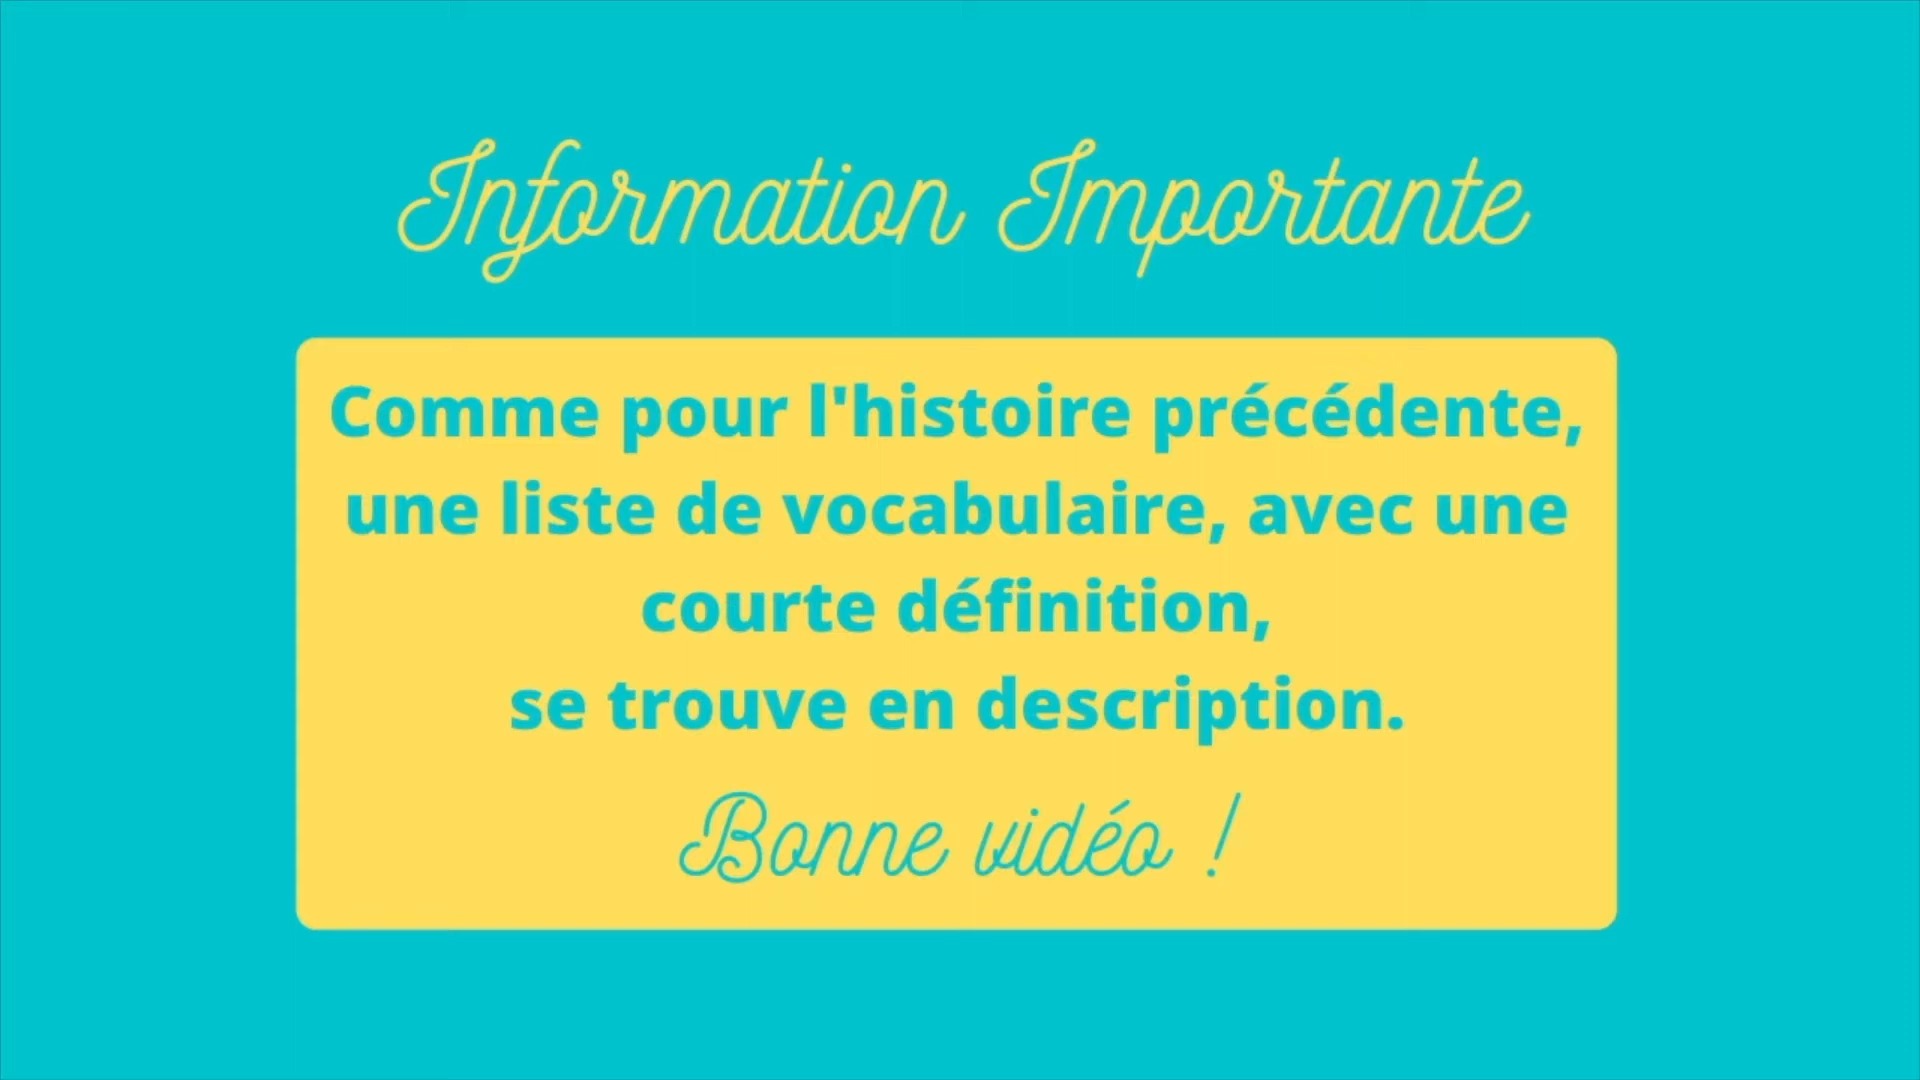 Information Importante
Comme pour l'histoire précédente,
une liste de vocabulaire, avec une
courte définition,
se trouve en description.
Bonne vidéo !